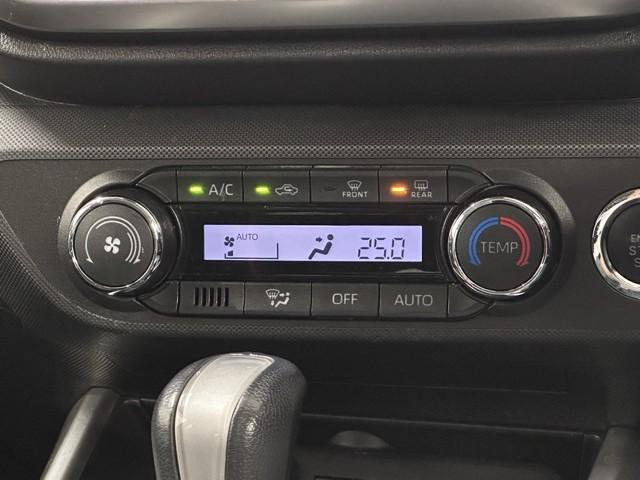 A/C
FRONT
REAR
AUTO
25.0
TEMP
OFF
AUTO